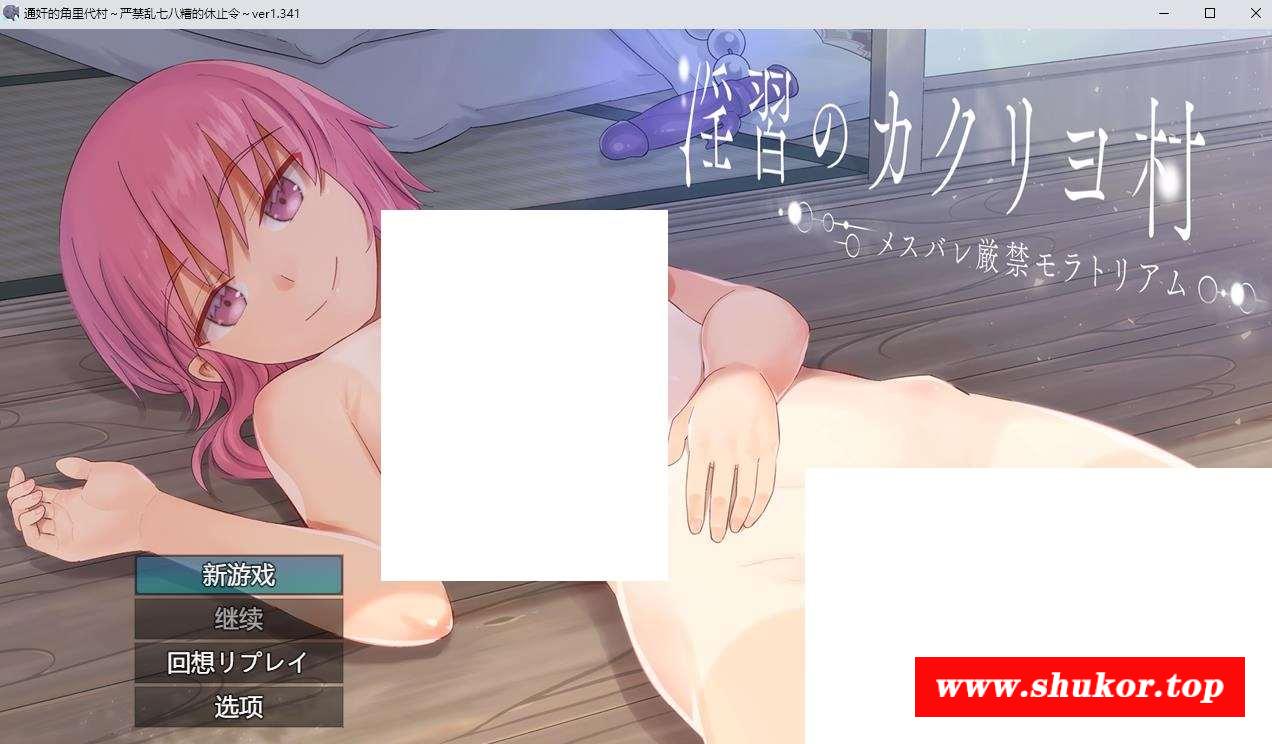 通奸的角里代村～严禁乱七八糟的休止令～ver1.341
淫習のカクリヨ村
メスバレ厳禁モラトリアム
新游戏
继续
回想リプレイ
选项
www.shukor.top